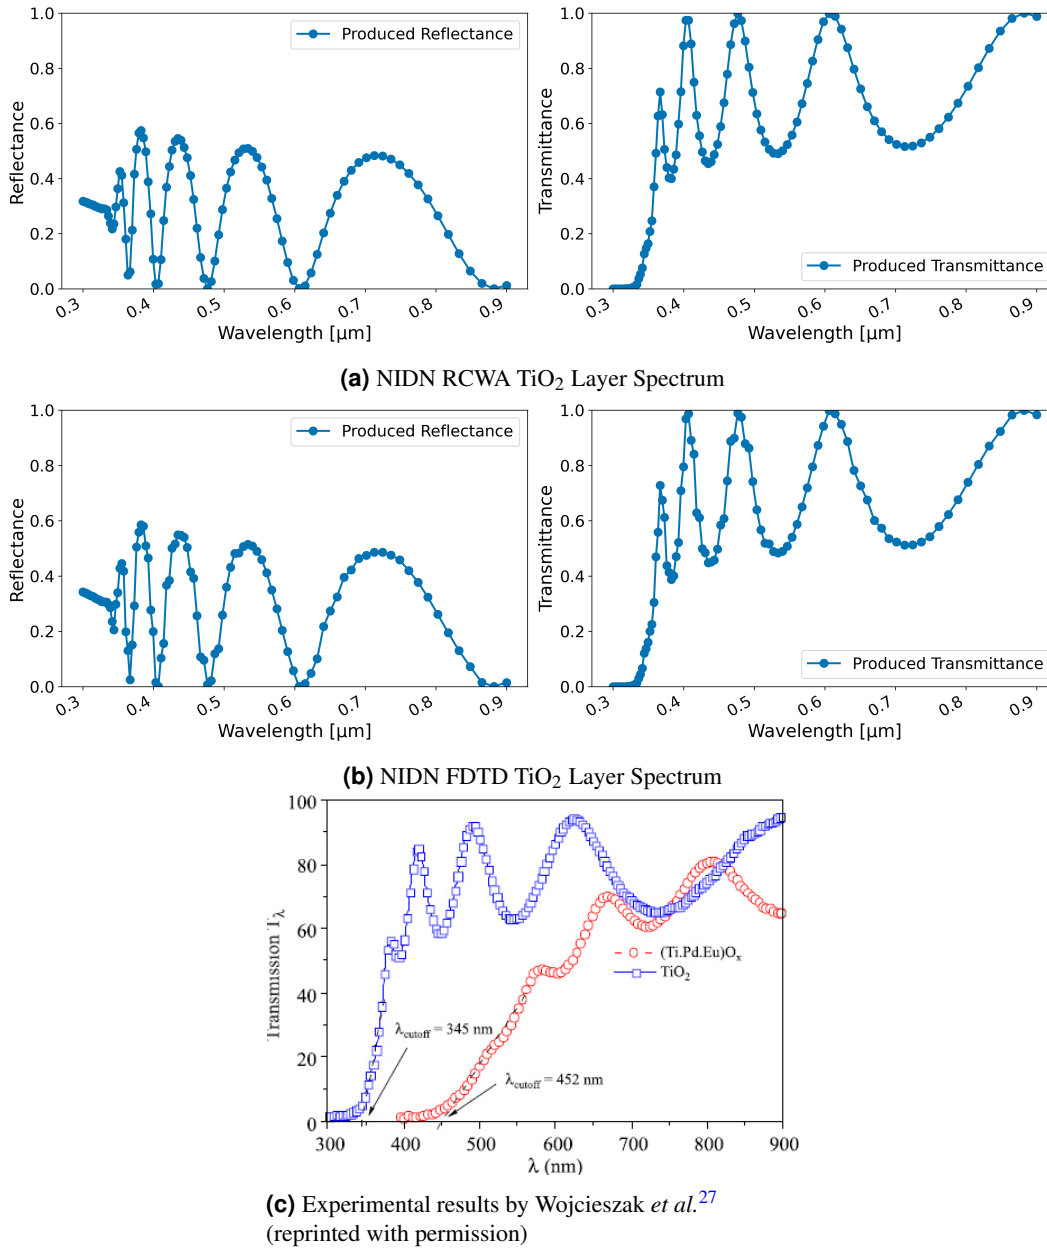 1.0
0.8
0.6
0.4
0.2
0.0
Reflectance
Produced Reflectance
0.3
0.4
0.5
0.6
0.7
0.8
0.9
Wavelength [µm]
1.0
0.8
0.6
0.4
0.2
0.0
Transmittance
Produced Transmittance
0.3
0.4
0.5
0.6
0.7
0.8
0.9
Wavelength [µm]
(a) NIDN RCWA TiO2 Layer Spectrum
1.0
0.8
0.6
0.4
0.2
0.0
Reflectance
Produced Reflectance
0.3
0.4
0.5
0.6
0.7
0.8
0.9
Wavelength [µm]
1.0
0.8
0.6
0.4
0.2
0.0
Transmittance
Produced Transmittance
0.3
0.4
0.5
0.6
0.7
0.8
0.9
Wavelength [µm]
(b) NIDN FDTD TiO2 Layer Spectrum
100
80
60
40
20
0
Transmission Tλ
(Ti.Pd.Eu)Ox
TiO2
λcutoff = 345 nm
λcutoff = 452 nm
300 400 500 600 700 800 900
λ (nm)
(c) Experimental results by Wojcieszak et al.27
(reprinted with permission)